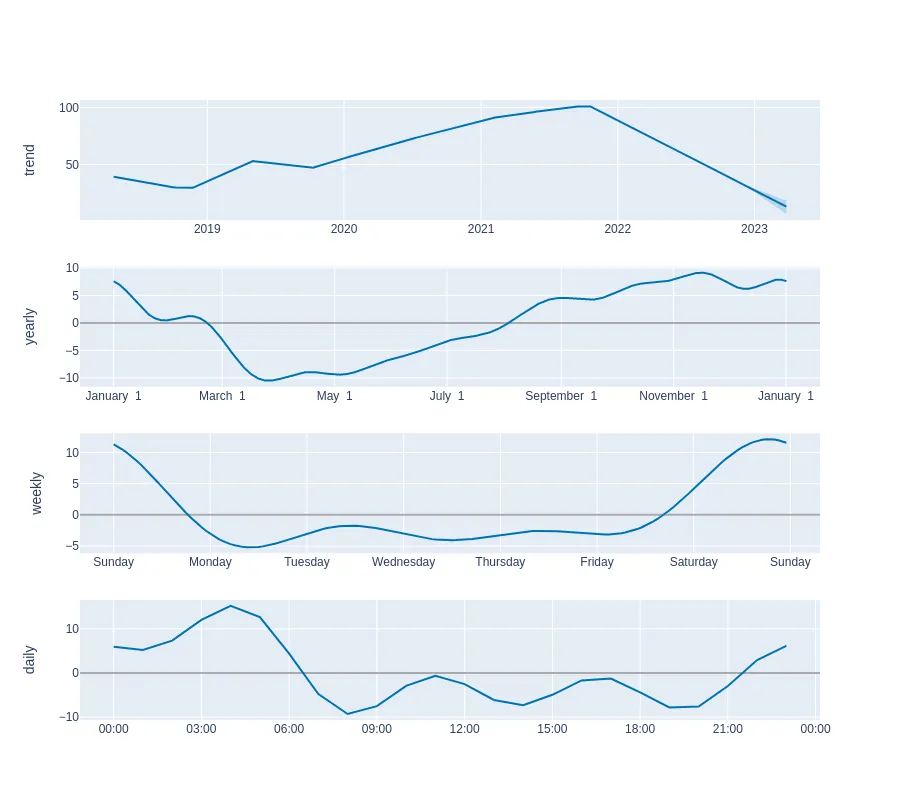 trend
100
50
2019 2020 2021 2022 2023
yearly
10
5
0
−5
−10
January 1 March 1 May 1 July 1 September 1 November 1 January 1
weekly
10
5
0
−5
Sunday Monday Tuesday Wednesday Thursday Friday Saturday Sunday
daily
10
0
−10
00:00 03:00 06:00 09:00 12:00 15:00 18:00 21:00 00:00